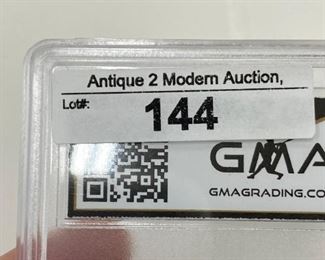 Antique 2 Modern Auction,
Lot#:
144
GMA
GMAGRADING.CO